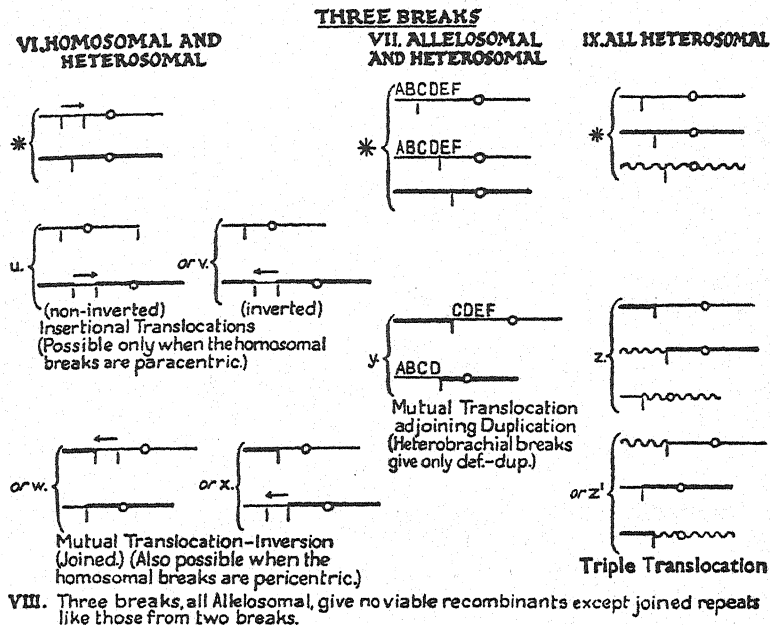 THREE BREAKS
VI. HOMOSOMAL AND
HETEROSOMAL
VII. ALLELOSOMAL
AND HETEROSOMAL
IX. ALL HETEROSOMAL
*
*
ABCDEF
ABCDEF
*
u.
or v.
(non-inverted)
(inverted)
Insertional Translocations
(Possible only when the homosomal
breaks are paracentric.)
y.
CDEF
ABCD
Mutual Translocation
adjoining Duplication
(Heterobrachial breaks
give only def.-dup.)
z.
or w.
or x.
Mutual Translocation-Inversion
(Joined.) (Also possible when the
homosomal breaks are pericentric.)
or z'
Triple Translocation
VIII. Three breaks, all Allelosomal, give no viable recombinants except joined repeats
like those from two breaks.